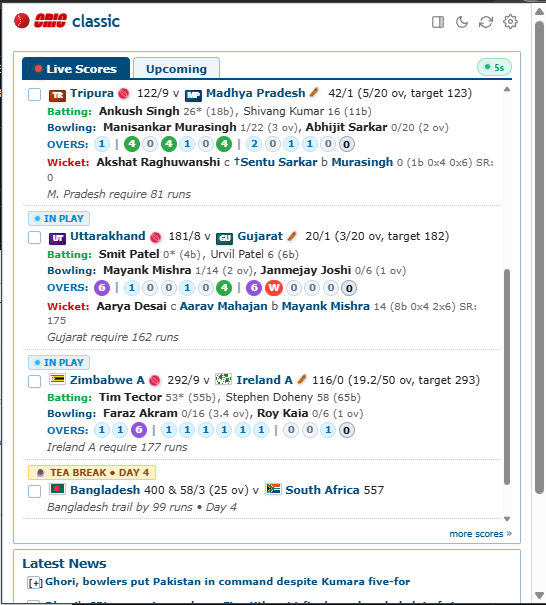 CRIC classic
Live Scores Upcoming 5s
TR Tripura 122/9 v MP Madhya Pradesh 42/1 (5/20 ov, target 123)
Batting: Ankush Singh 26* (18b), Shivang Kumar 16 (11b)
Bowling: Manisankar Murasingh 1/22 (3 ov), Abhijit Sarkar 0/20 (2 ov)
OVERS: 1 | 4 0 4 1 0 4 | 2 0 1 1 0 0
Wicket: Akshat Raghuwanshi c †Sentu Sarkar b Murasingh 0 (1b 0x4 0x6) SR:
0
M. Pradesh require 81 runs
IN PLAY
UT Uttarakhand 181/8 v GU Gujarat 20/1 (3/20 ov, target 182)
Batting: Smit Patel 0* (4b), Urvil Patel 6 (6b)
Bowling: Mayank Mishra 1/14 (2 ov), Janmejay Joshi 0/6 (1 ov)
OVERS: 6 | 1 0 0 1 0 4 | 6 W 0 0 0 0
Wicket: Aarya Desai c Aarav Mahajan b Mayank Mishra 14 (8b 0x4 2x6) SR:
175
Gujarat require 162 runs
IN PLAY
Zimbabwe A 292/9 v Ireland A 116/0 (19.2/50 ov, target 293)
Batting: Tim Tector 53* (55b), Stephen Doheny 58 (65b)
Bowling: Faraz Akram 0/16 (3.4 ov), Roy Kaia 0/6 (1 ov)
OVERS: 1 1 6 | 1 1 1 1 1 1 | 0 0 1 0
Ireland A require 177 runs
TEA BREAK • DAY 4
Bangladesh 400 & 58/3 (25 ov) v South Africa 557
Bangladesh trail by 99 runs • Day 4
more scores »
Latest News
[+] Ghori, bowlers put Pakistan in command despite Kumara five-for